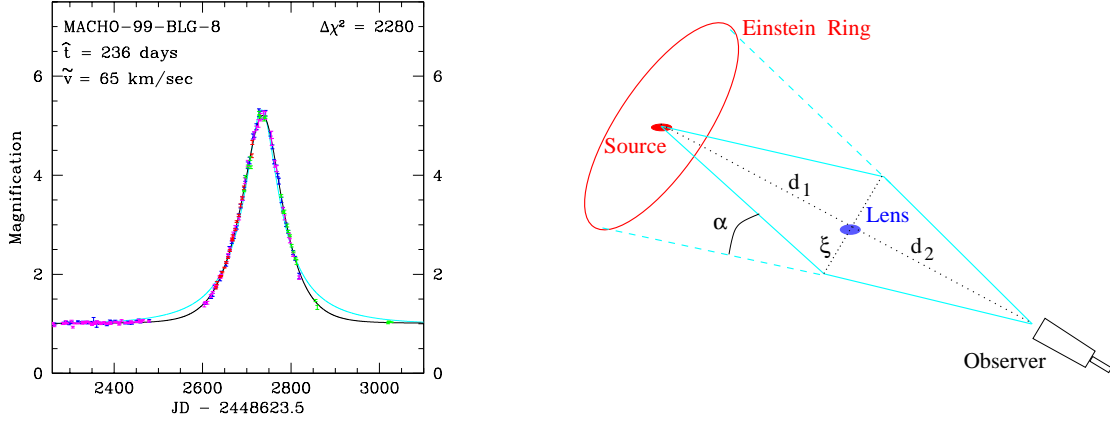 MACHO-99-BLG-8 Δχ² = 2280
t̂ = 236 days
ṽ = 65 km/sec
Magnification
6
4
2
0
6
4
2
0
2400 2600 2800 3000
JD - 2448623.5
Einstein Ring
Source
d₁
Lens
α
ξ
d₂
Observer